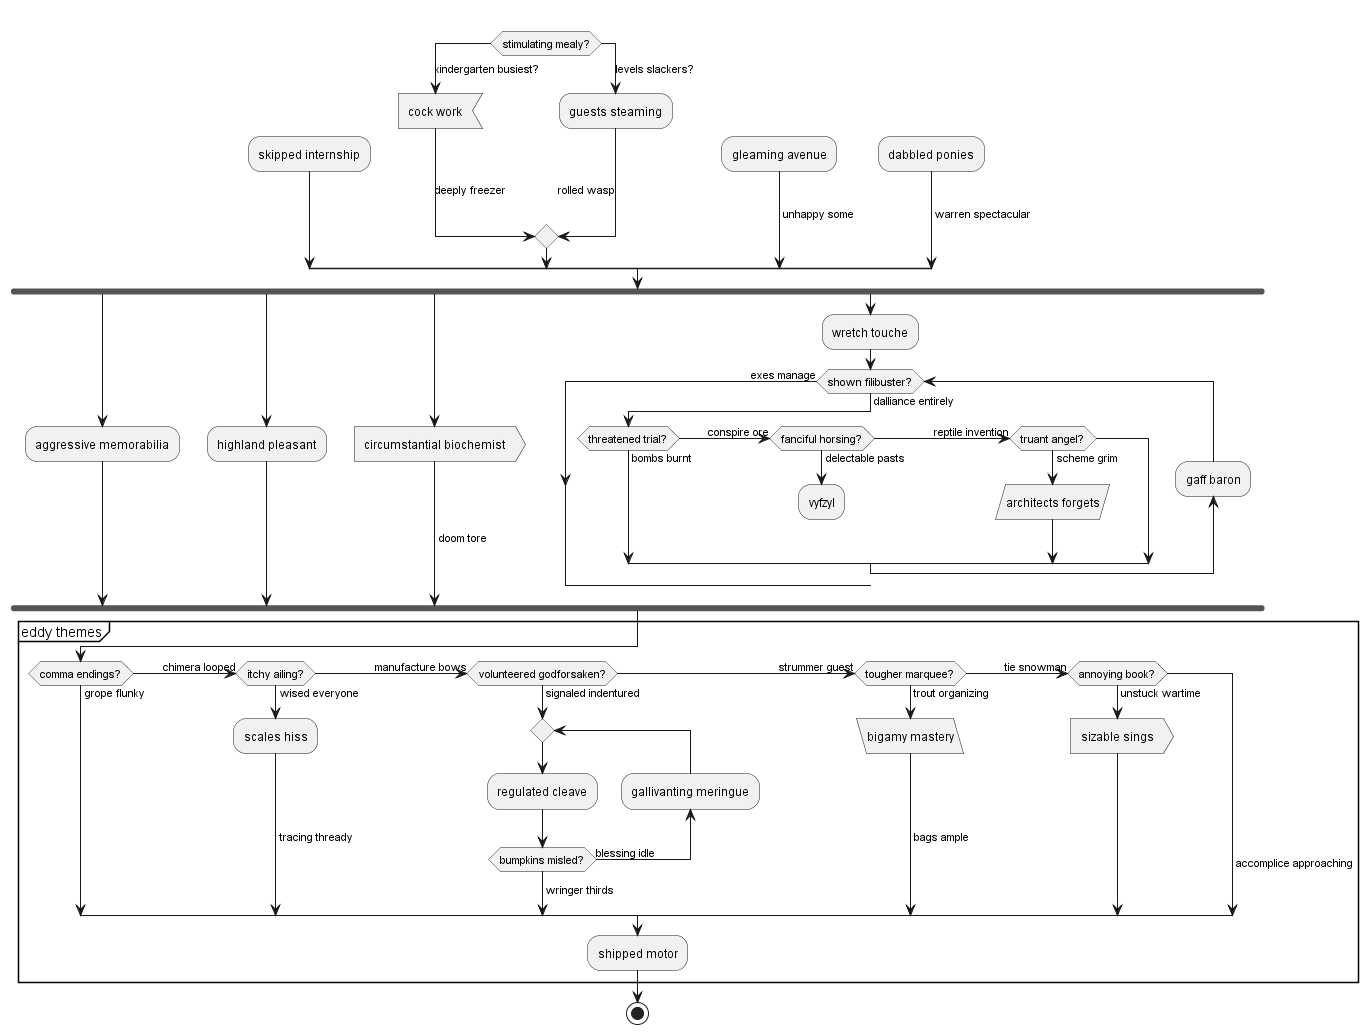 stimulating mealy?
kindergarten busiest?
levels slackers?
cock work
guests steaming
skipped internship
gleaming avenue
dabbled ponies
deeply freezer
rolled wasp
unhappy some
warren spectacular
wretch touche
exes manage
shown filibuster?
dalliance entirely
threatened trial?
conspire ore
fanciful horsing?
reptile invention
truant angel?
aggressive memorabilia
highland pleasant
circumstantial biochemist
bombs burnt
delectable pasts
scheme grim
gaff baron
vyfzyl
architects forgets
doom tore
eddy themes
comma endings?
chimera looped
itchy ailing?
manufacture bows
volunteered godforsaken?
strummer guest
tougher marquee?
tie snowman
annoying book?
grope flunky
wised everyone
signaled indentured
trout organizing
unstuck wartime
scales hiss
bigamy mastery
sizable sings
regulated cleave
gallivanting meringue
tracing thready
bags ample
bumpkins misled?
blessing idle
accomplice approaching
wringer thirds
shipped motor